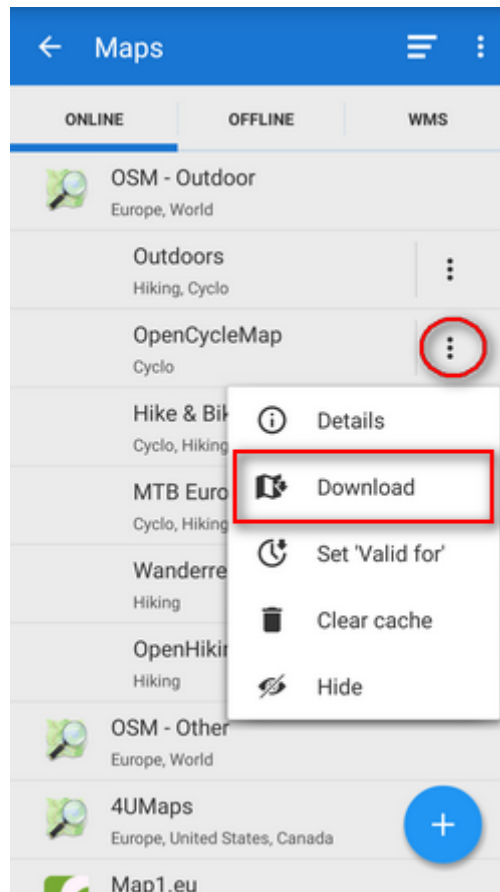 Maps
ONLINE OFFLINE WMS
OSM - Outdoor
Europe, World
Outdoors
Hiking, Cyclo
OpenCycleMap
Cyclo
Hike & Bik
Cyclo, Hiking
Details
MTB Euro
Cyclo, Hiking
Download
Wanderre
Hiking
Set 'Valid for'
OpenHikin
Hiking
Clear cache
Hide
OSM - Other
Europe, World
4UMaps
Europe, United States, Canada
Map1.eu